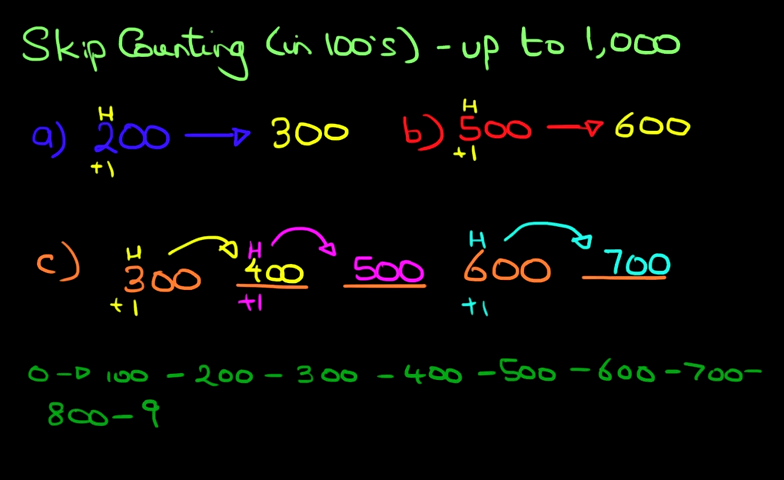 Skip Counting (in 100's) - up to 1,000
H H
a) 200 → 300 b) 500 → 600
+1 +1
H H H
c) 300 400 500 600 700
+1 +1 +1
0 → 100 - 200 - 300 - 400 - 500 - 600 - 700 -
800 - 9